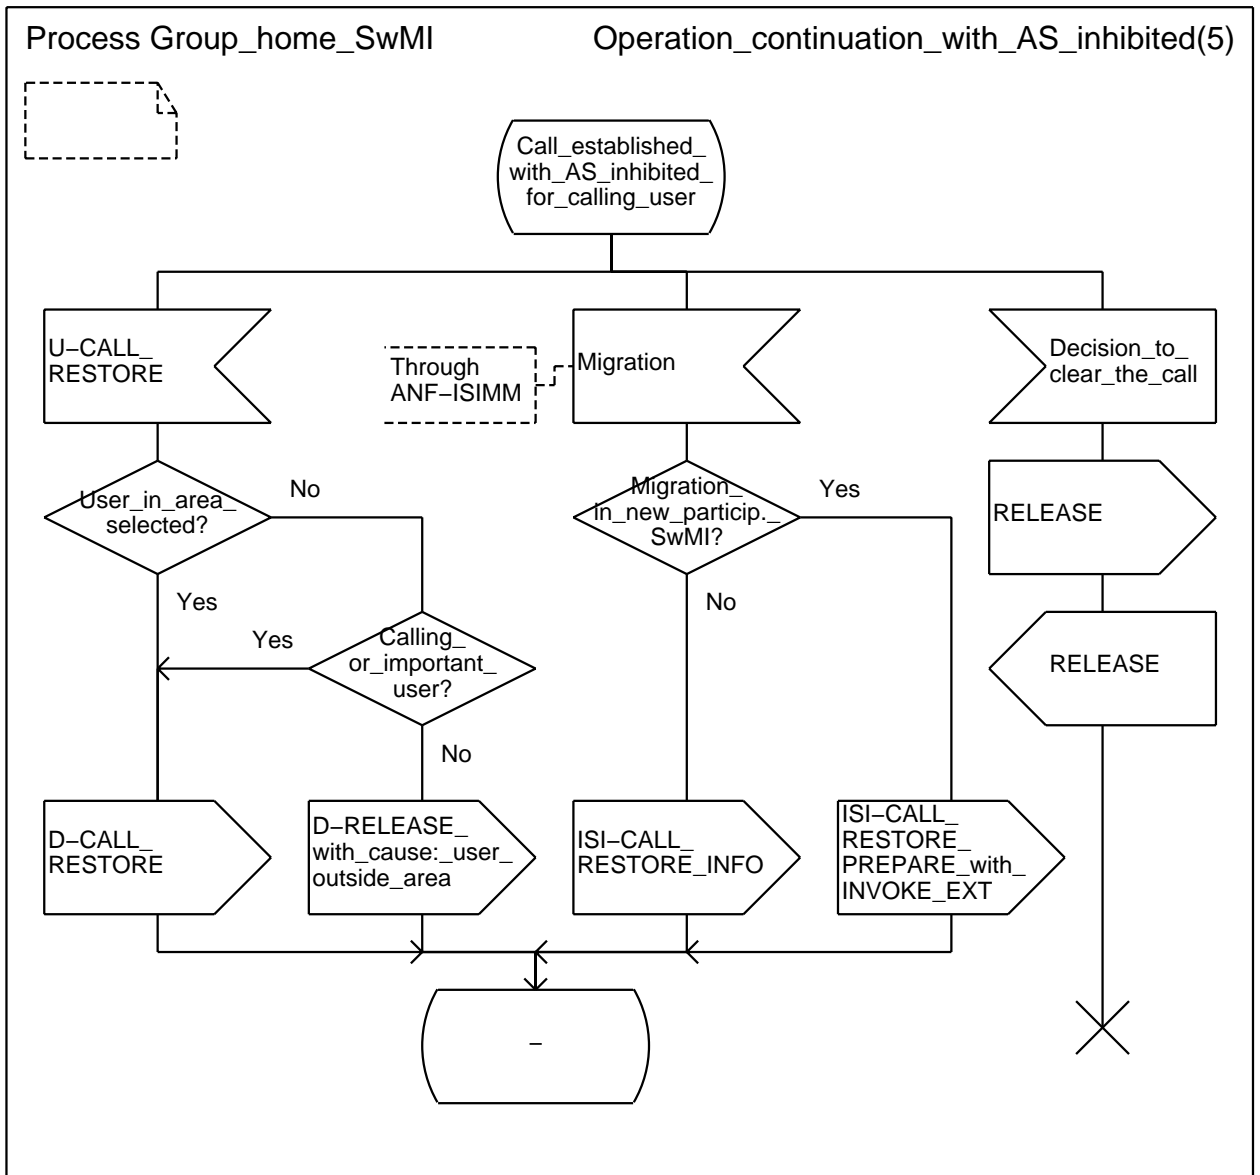 Process Group_home_SwMI
Operation_continuation_with_AS_inhibited(5)
Call_established_
with_AS_inhibited_
for_calling_user
U−CALL_
RESTORE
Through
ANF−ISIMM
Migration
Decision_to_
clear_the_call
User_in_area_
selected?
No
Migration_
in_new_particip._
SwMI?
Yes
RELEASE
Yes
No
Yes
Calling_
or_important_
user?
RELEASE
No
D−CALL_
RESTORE
D−RELEASE_
with_cause:_user_
outside_area
ISI−CALL_
RESTORE_INFO
ISI−CALL_
RESTORE_
PREPARE_with_
INVOKE_EXT
−